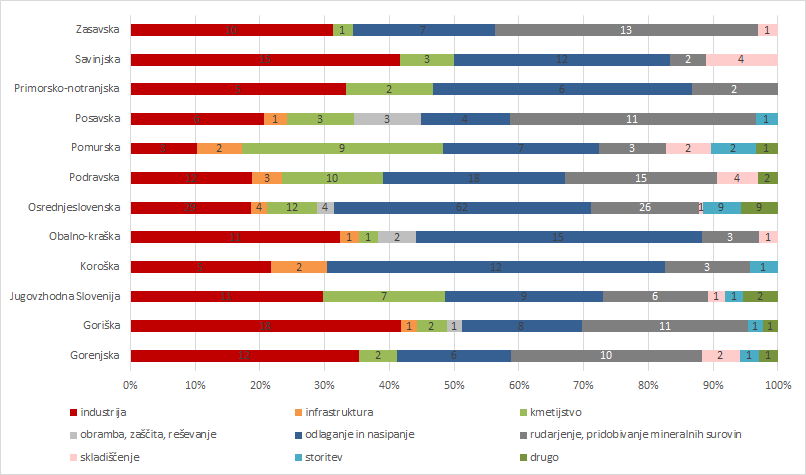 Zasavska 10 1 7 13 1
Savinjska 15 3 12 2 4
Primorsko-notranjska 5 2 6 2
Posavska 6 1 3 3 4 11 1
Pomurska 3 2 9 7 3 2 2 1
Podravska 12 3 10 18 15 4 2
Osrednjeslovenska 29 4 12 4 62 26 1 9 9
Obalno-kraška 11 1 1 2 15 3 1
Koroška 5 2 12 3 1
Jugovzhodna Slovenija 11 7 9 6 1 1 2
Goriška 18 1 2 1 8 11 1 1
Gorenjska 12 2 6 10 2 1 1
0% 10% 20% 30% 40% 50% 60% 70% 80% 90% 100%
industrija infrastruktura kmetijstvo
obramba, zaščita, reševanje odlaganje in nasipanje rudarjenje, pridobivanje mineralnih surovin
skladiščenje storitev drugo